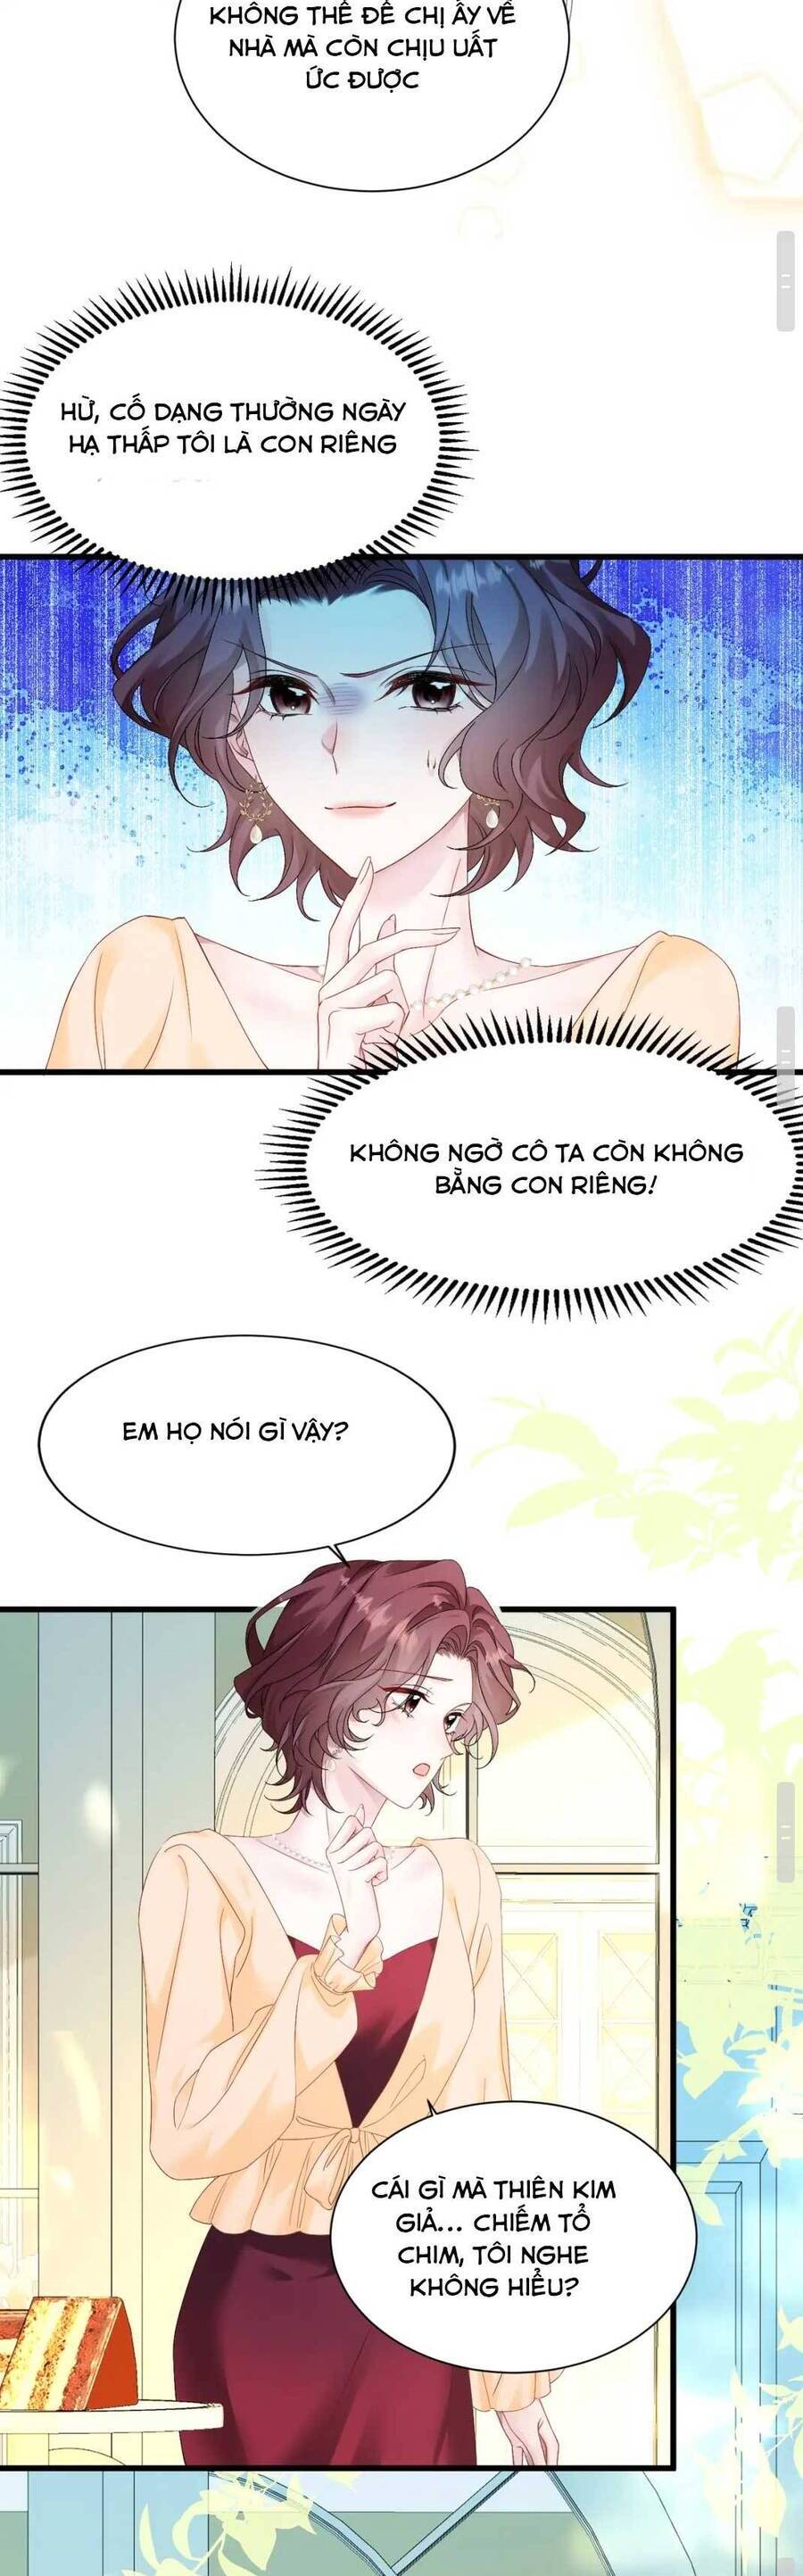 KHÔNG THỂ ĐỂ CHỊ ẤY VỀ
NHÀ MÀ CÒN CHỊU UẤT
ỨC ĐƯỢC
HỪ, CỐ DẠNG THƯỜNG NGÀY
HẠ THẤP TÔI LÀ CON RIÊNG
KHÔNG NGỜ CÔ TA CÒN KHÔNG
BẰNG CON RIÊNG!
EM HỌ NÓI GÌ VẬY?
CÁI GÌ MÀ THIÊN KIM
GIẢ... CHIẾM TỔ
CHIM, TÔI NGHE
KHÔNG HIỂU?